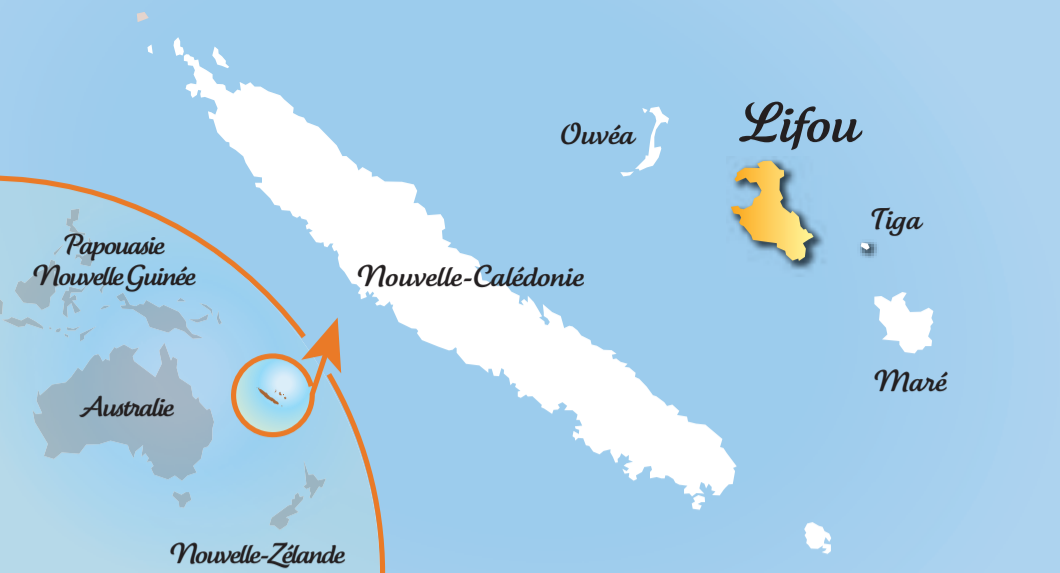 Lifou
Ouvéa
Tiga
Papouasie
Nouvelle Guinée
Nouvelle-Calédonie
Maré
Australie
Nouvelle-Zélande